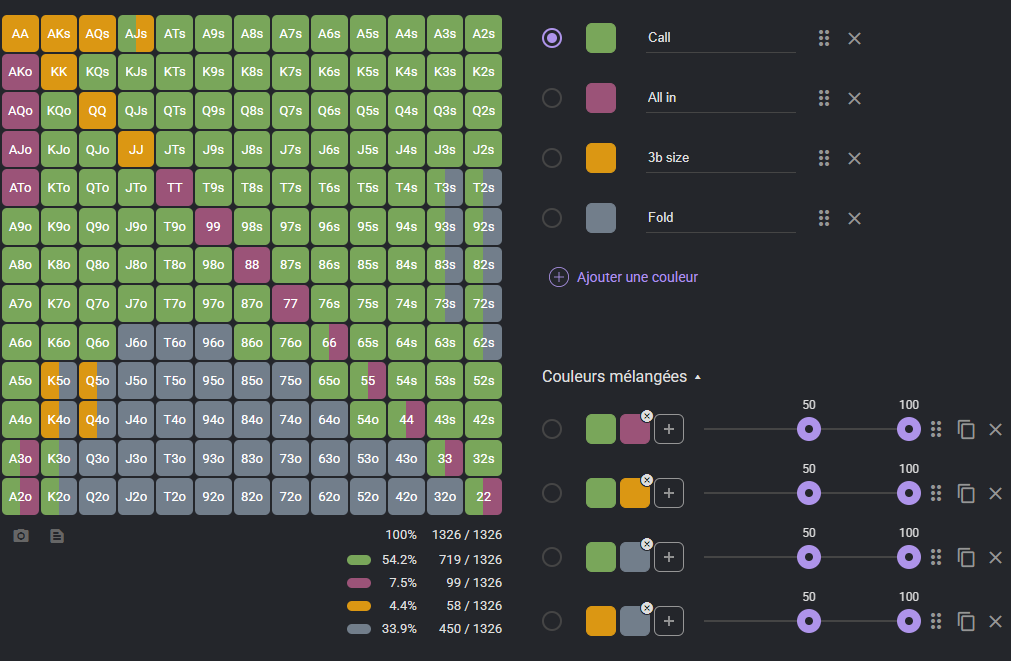 AA AKs AQs AJs ATs A9s A8s A7s A6s A5s A4s A3s A2s
AKo KK KQs KJs KTs K9s K8s K7s K6s K5s K4s K3s K2s
AQo KQo QQ QJs QTs Q9s Q8s Q7s Q6s Q5s Q4s Q3s Q2s
AJo KJo QJo JJ JTs J9s J8s J7s J6s J5s J4s J3s J2s
ATo KTo QTo JTo TT T9s T8s T7s T6s T5s T4s T3s T2s
A9o K9o Q9o J9o T9o 99 98s 97s 96s 95s 94s 93s 92s
A8o K8o Q8o J8o T8o 98o 88 87s 86s 85s 84s 83s 82s
A7o K7o Q7o J7o T7o 97o 87o 77 76s 75s 74s 73s 72s
A6o K6o Q6o J6o T6o 96o 86o 76o 66 65s 64s 63s 62s
A5o K5o Q5o J5o T5o 95o 85o 75o 65o 55 54s 53s 52s
A4o K4o Q4o J4o T4o 94o 84o 74o 64o 54o 44 43s 42s
A3o K3o Q3o J3o T3o 93o 83o 73o 63o 53o 43o 33 32s
A2o K2o Q2o J2o T2o 92o 82o 72o 62o 52o 42o 32o 22
100% 1326 / 1326
54.2% 719 / 1326
7.5% 99 / 1326
4.4% 58 / 1326
33.9% 450 / 1326
Call
All in
3b size
Fold
Ajouter une couleur
Couleurs mélangées
50 100
50 100
50 100
50 100